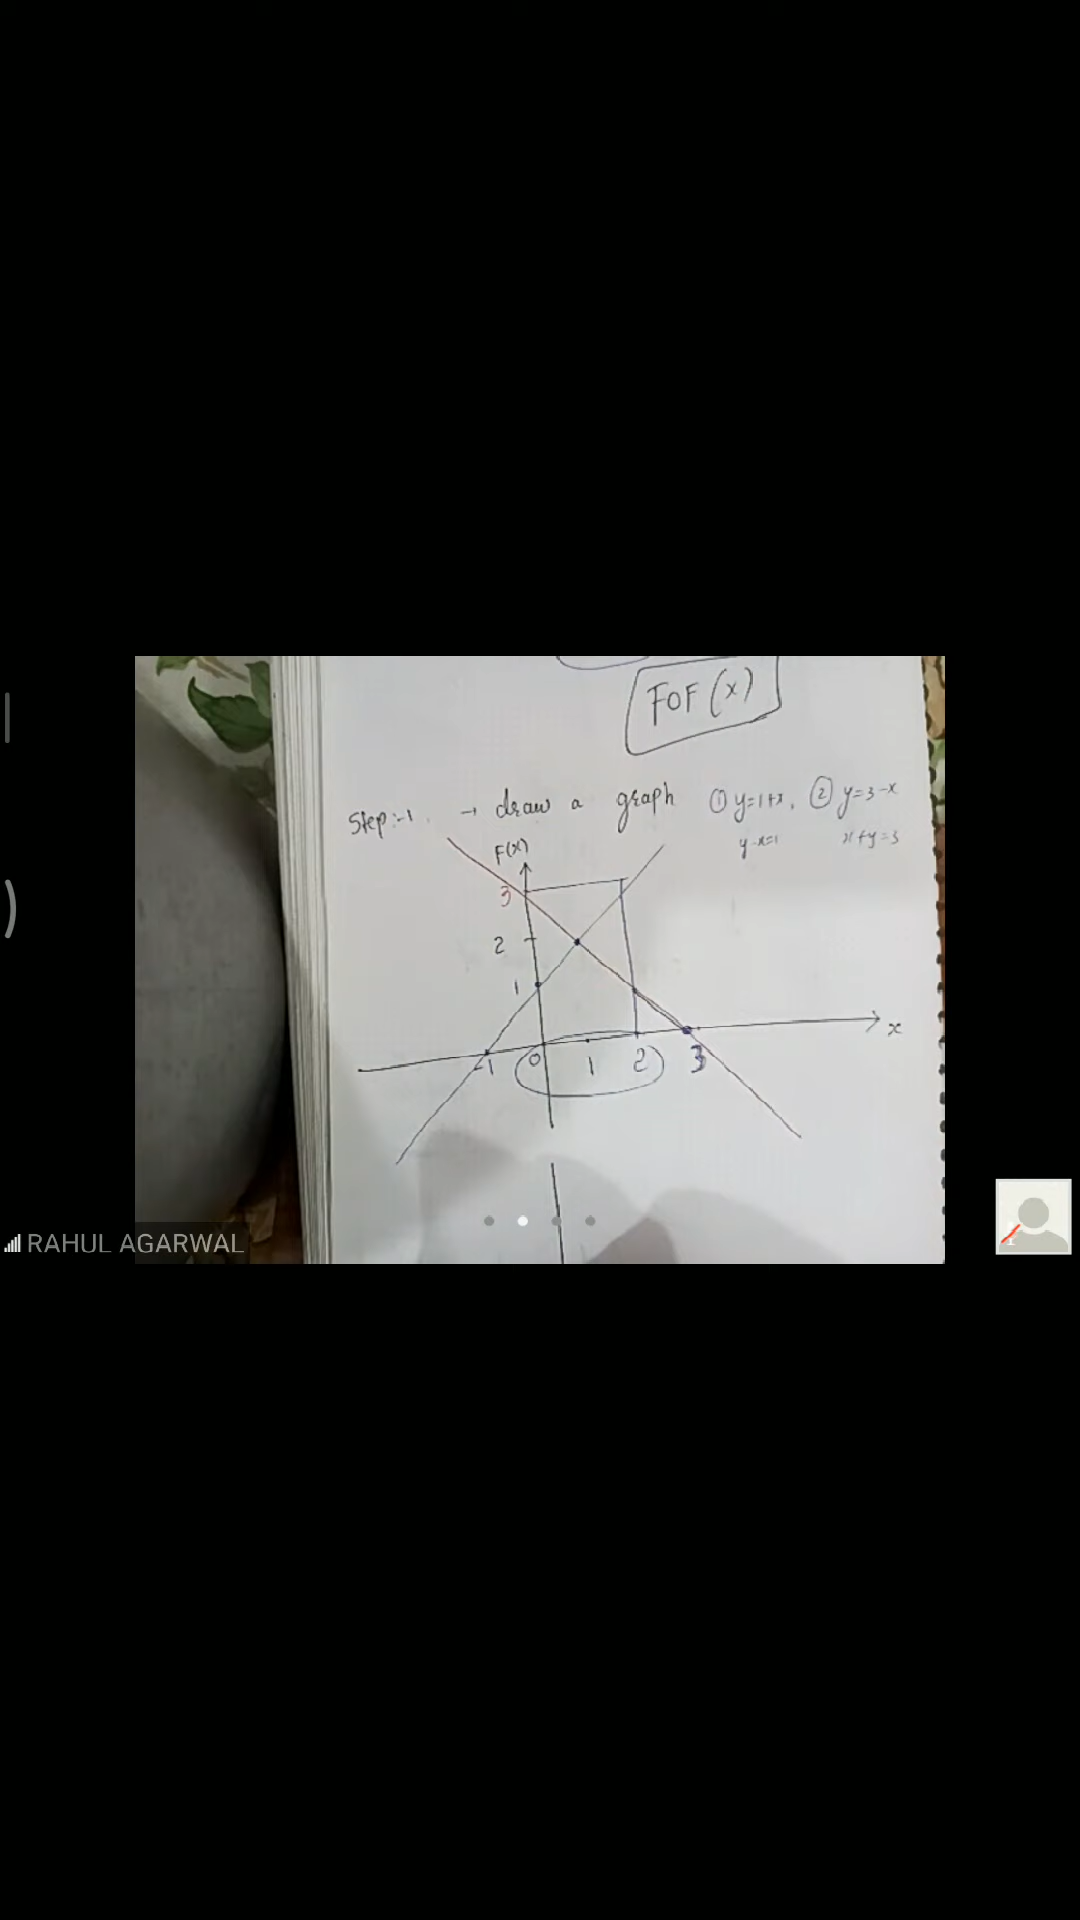 FOF (x)
Step:-1. → draw a graph ① y=1+x, ② y=3-x
y-x=1 x+y=3
F(x)
3
2
1
x
-1 0 1 2 3
RAHUL AGARWAL